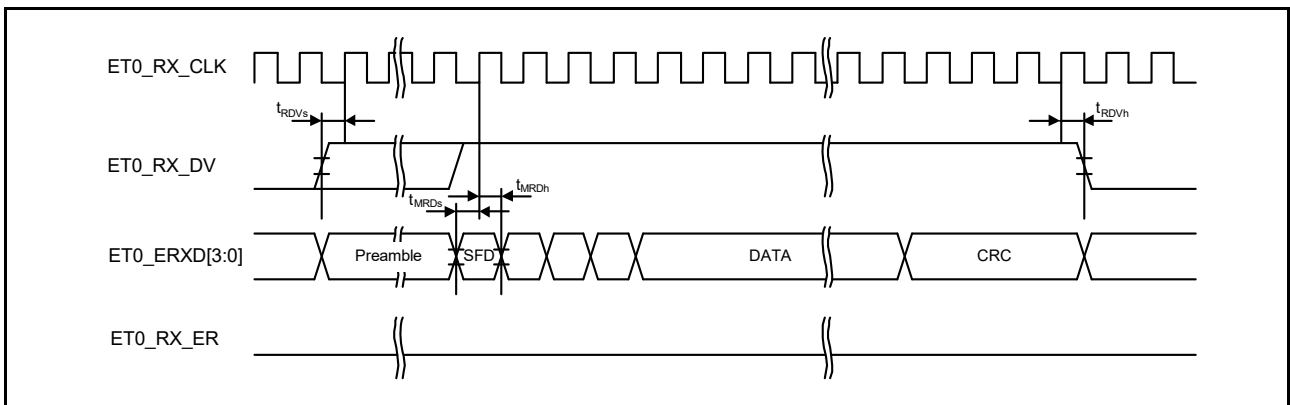 ET0_RX_CLK
tRDVs
tRDVh
ET0_RX_DV
tMRDh
tMRDs
ET0_ERXD[3:0]
Preamble
SFD
DATA
CRC
ET0_RX_ER